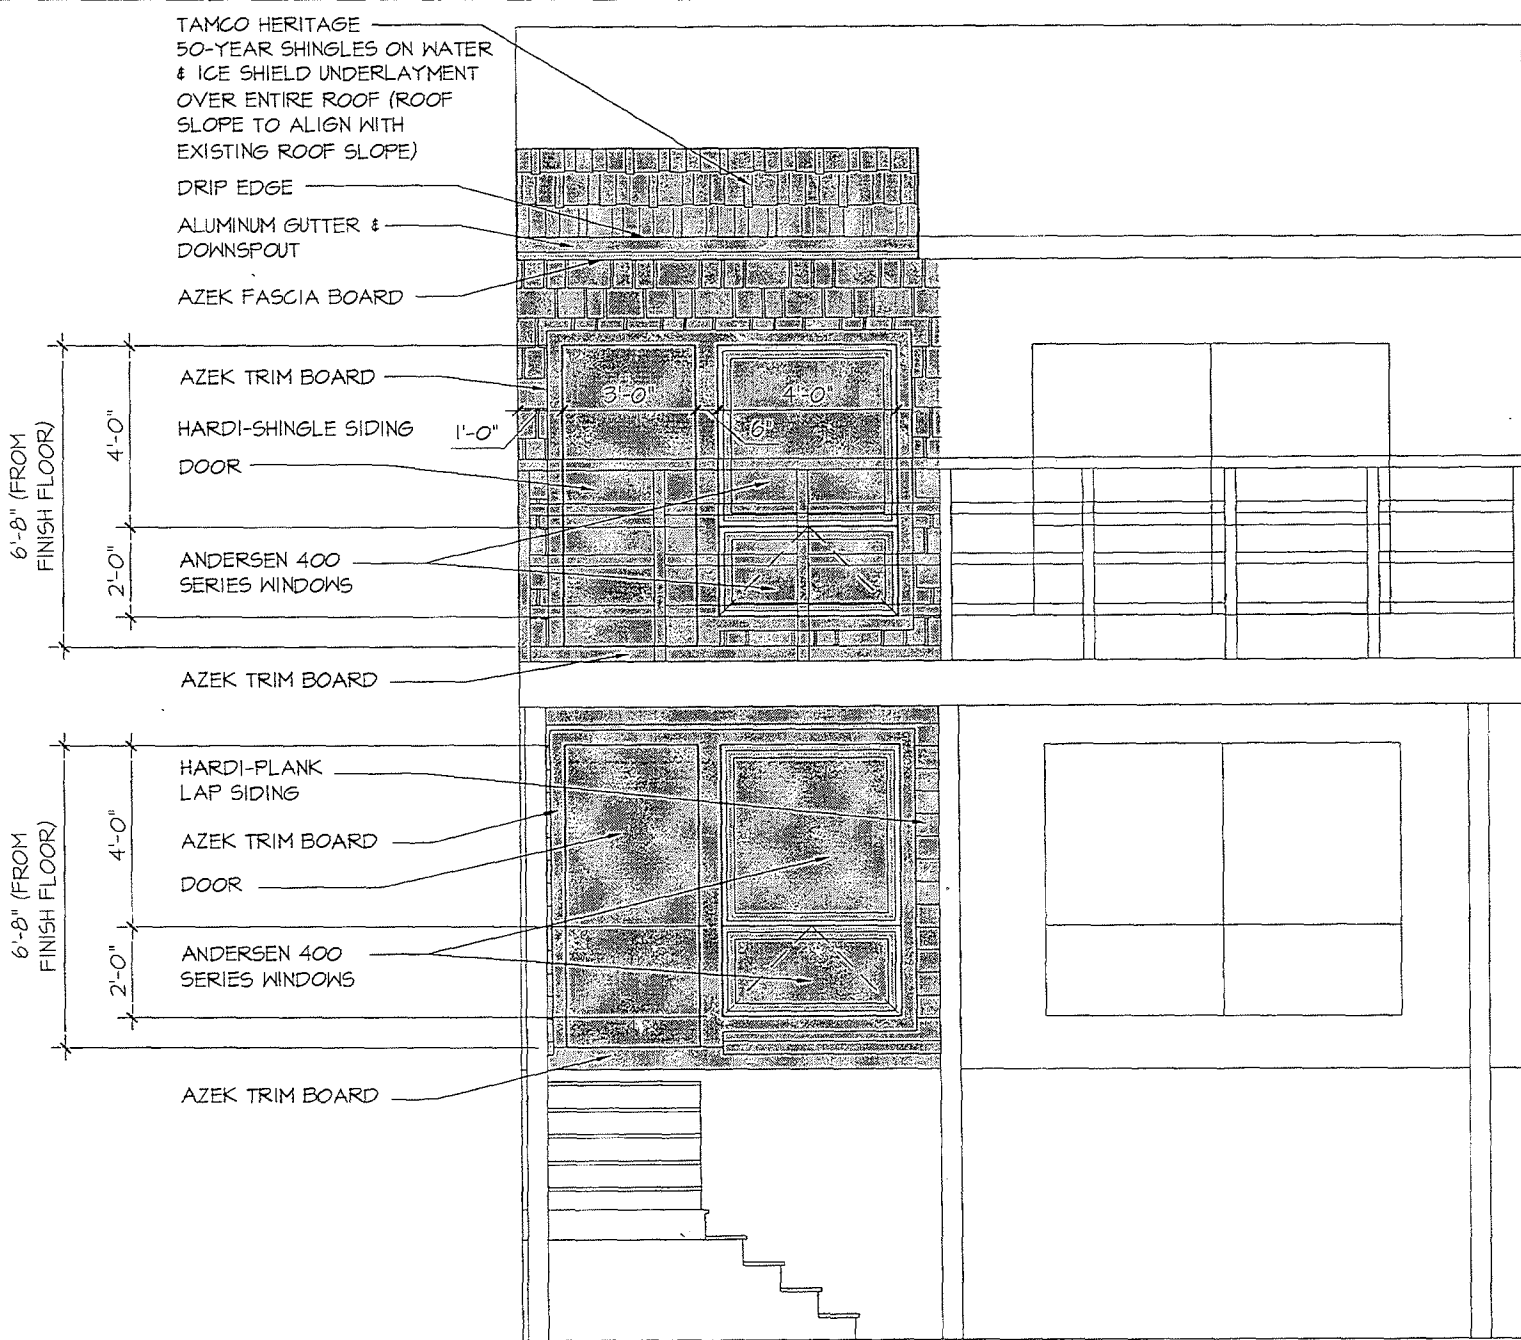 TAMCO HERITAGE
50-YEAR SHINGLES ON WATER
& ICE SHIELD UNDERLAYMENT
OVER ENTIRE ROOF (ROOF
SLOPE TO ALIGN WITH
EXISTING ROOF SLOPE)
DRIP EDGE
ALUMINUM GUTTER &
DOWNSPOUT
AZEK FASCIA BOARD
AZEK TRIM BOARD
3'-0"
4'-0"
HARDI-SHINGLE SIDING
1'-0"
6"
DOOR
4'-0"
6'-8" (FROM
FINISH FLOOR)
2'-0"
ANDERSEN 400
SERIES WINDOWS
AZEK TRIM BOARD
HARDI-PLANK
LAP SIDING
AZEK TRIM BOARD
DOOR
4'-0"
6'-8" (FROM
FINISH FLOOR)
2'-0"
ANDERSEN 400
SERIES WINDOWS
AZEK TRIM BOARD